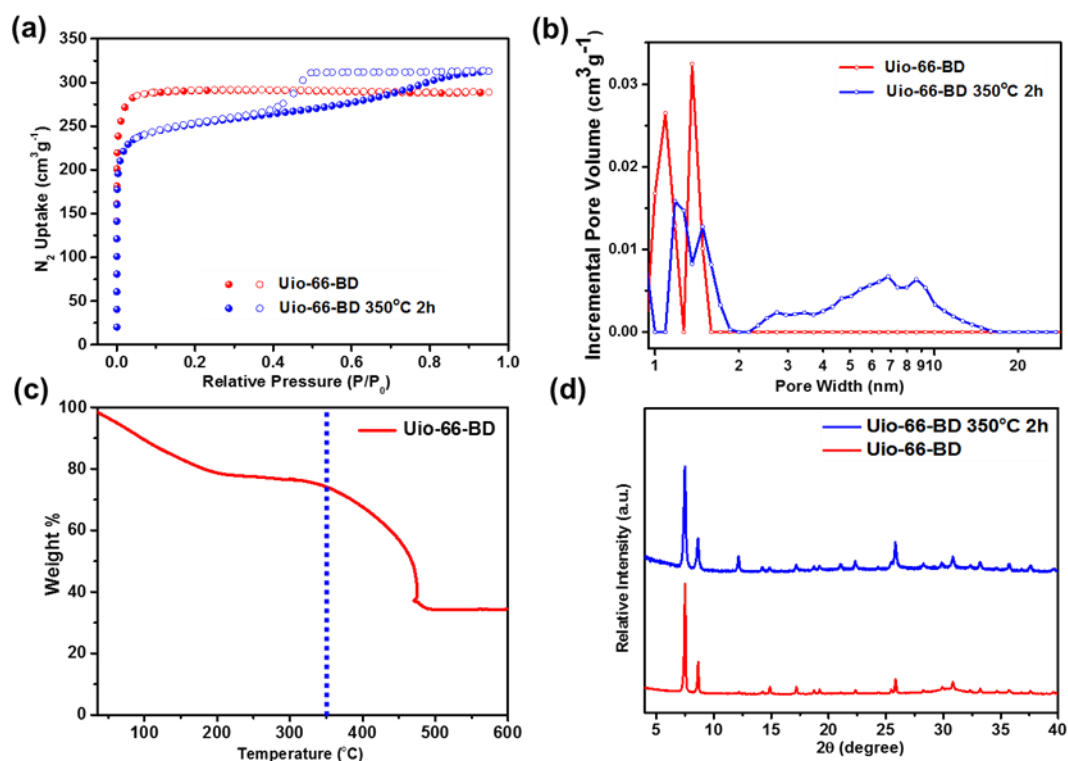 (a)
350
300
250
200
150
100
50
0
N₂ Uptake (cm³g⁻¹)
Uio-66-BD
Uio-66-BD 350°C 2h
0.0 0.2 0.4 0.6 0.8 1.0
Relative Pressure (P/P₀)
(b)
0.03
0.02
0.01
0.00
Incremental Pore Volume (cm³g⁻¹)
Uio-66-BD
Uio-66-BD 350°C 2h
1 2 3 4 5 6 7 8 910 20
Pore Width (nm)
(c)
100
80
60
40
20
0
Weight %
Uio-66-BD
100 200 300 400 500 600
Temperature (°C)
(d)
Relative Intensity (a.u.)
Uio-66-BD 350°C 2h
Uio-66-BD
5 10 15 20 25 30 35 40
2θ (degree)